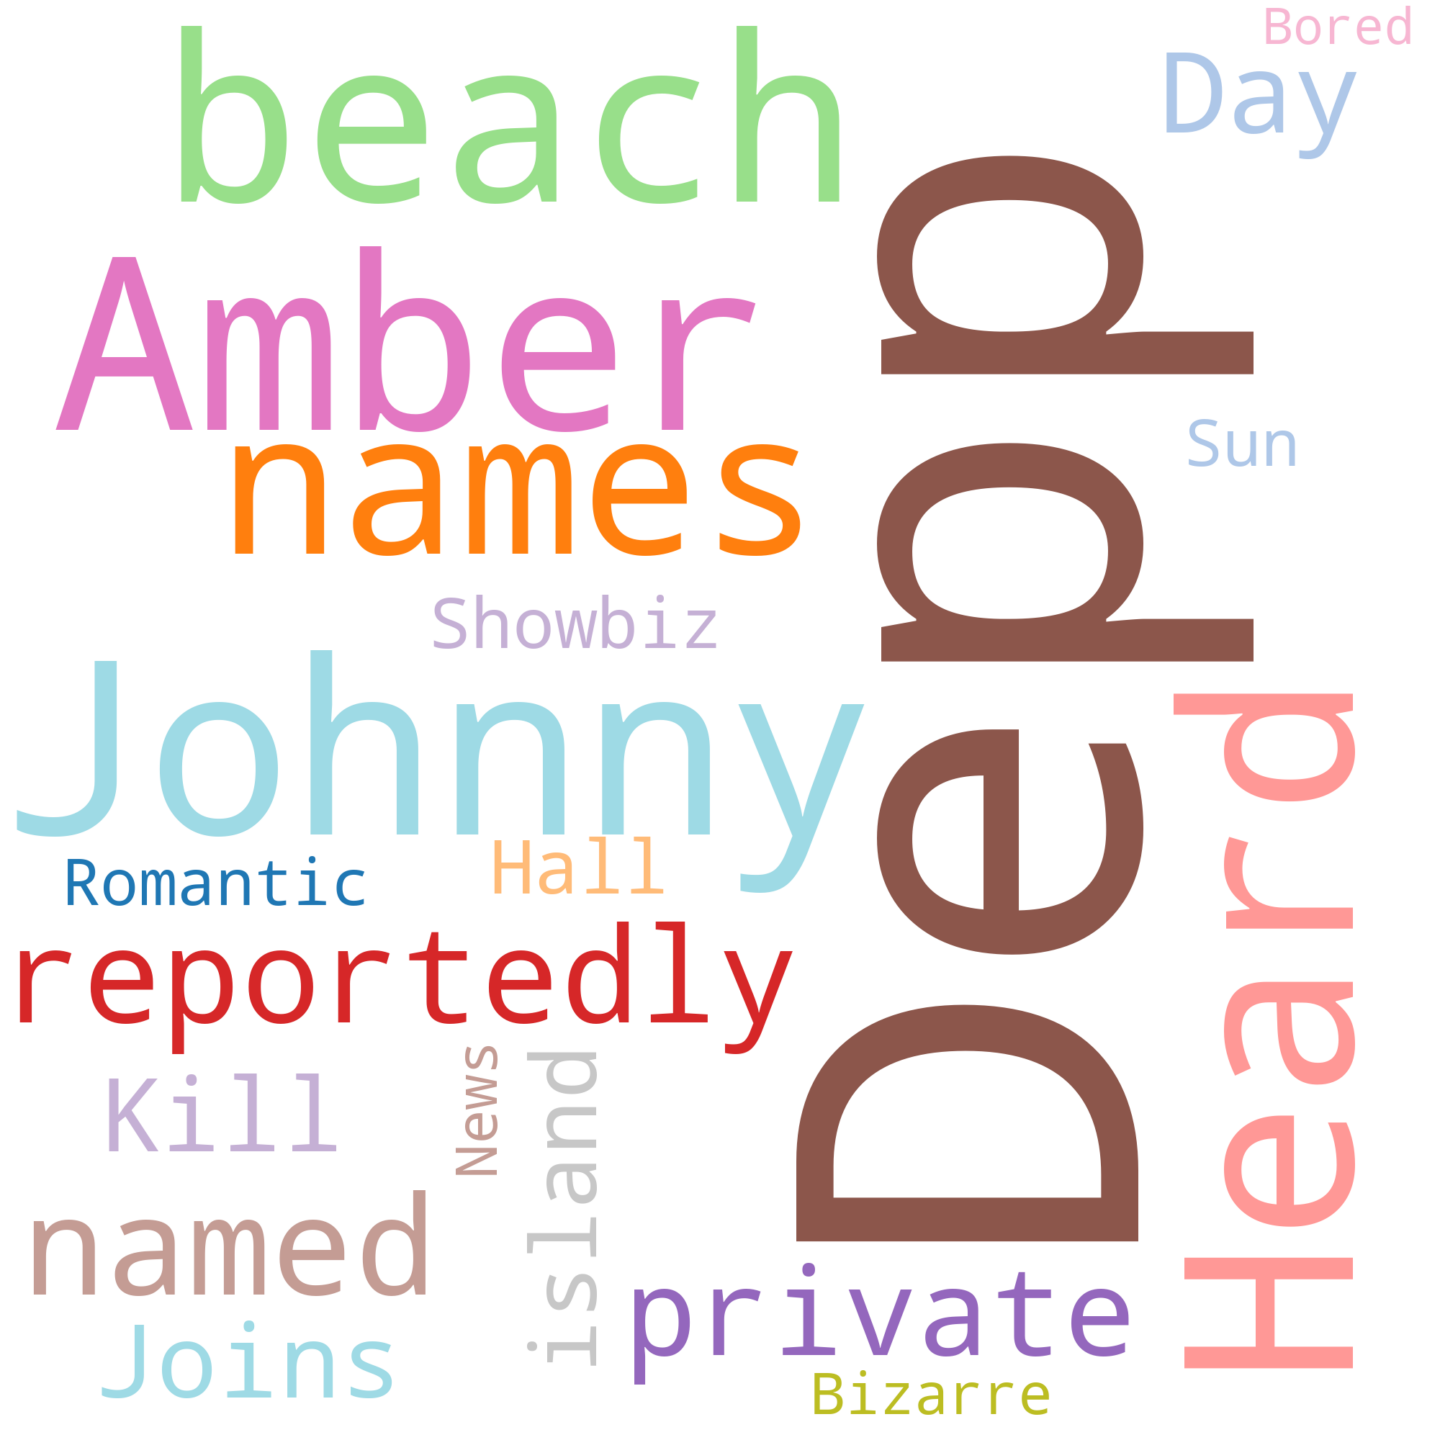 Bored
beach
Day
Amber
Depp
names
Sun
Showbiz
Johnny
Heard
Hall
Romantic
reportedly
News
island
Kill
named
private
Joins
Bizarre